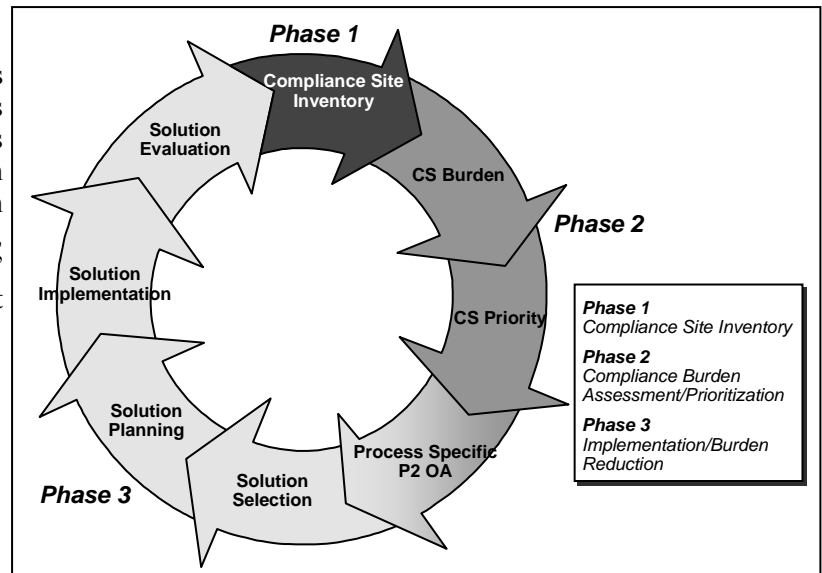 Phase 1
Compliance Site
Inventory
CS Burden
Phase 2
CS Priority
Process Specific
P2 OA
Solution
Selection
Phase 3
Solution
Planning
Solution
Implementation
Solution
Evaluation
Phase 1
Compliance Site Inventory
Phase 2
Compliance Burden
Assessment/Prioritization
Phase 3
Implementation/Burden
Reduction